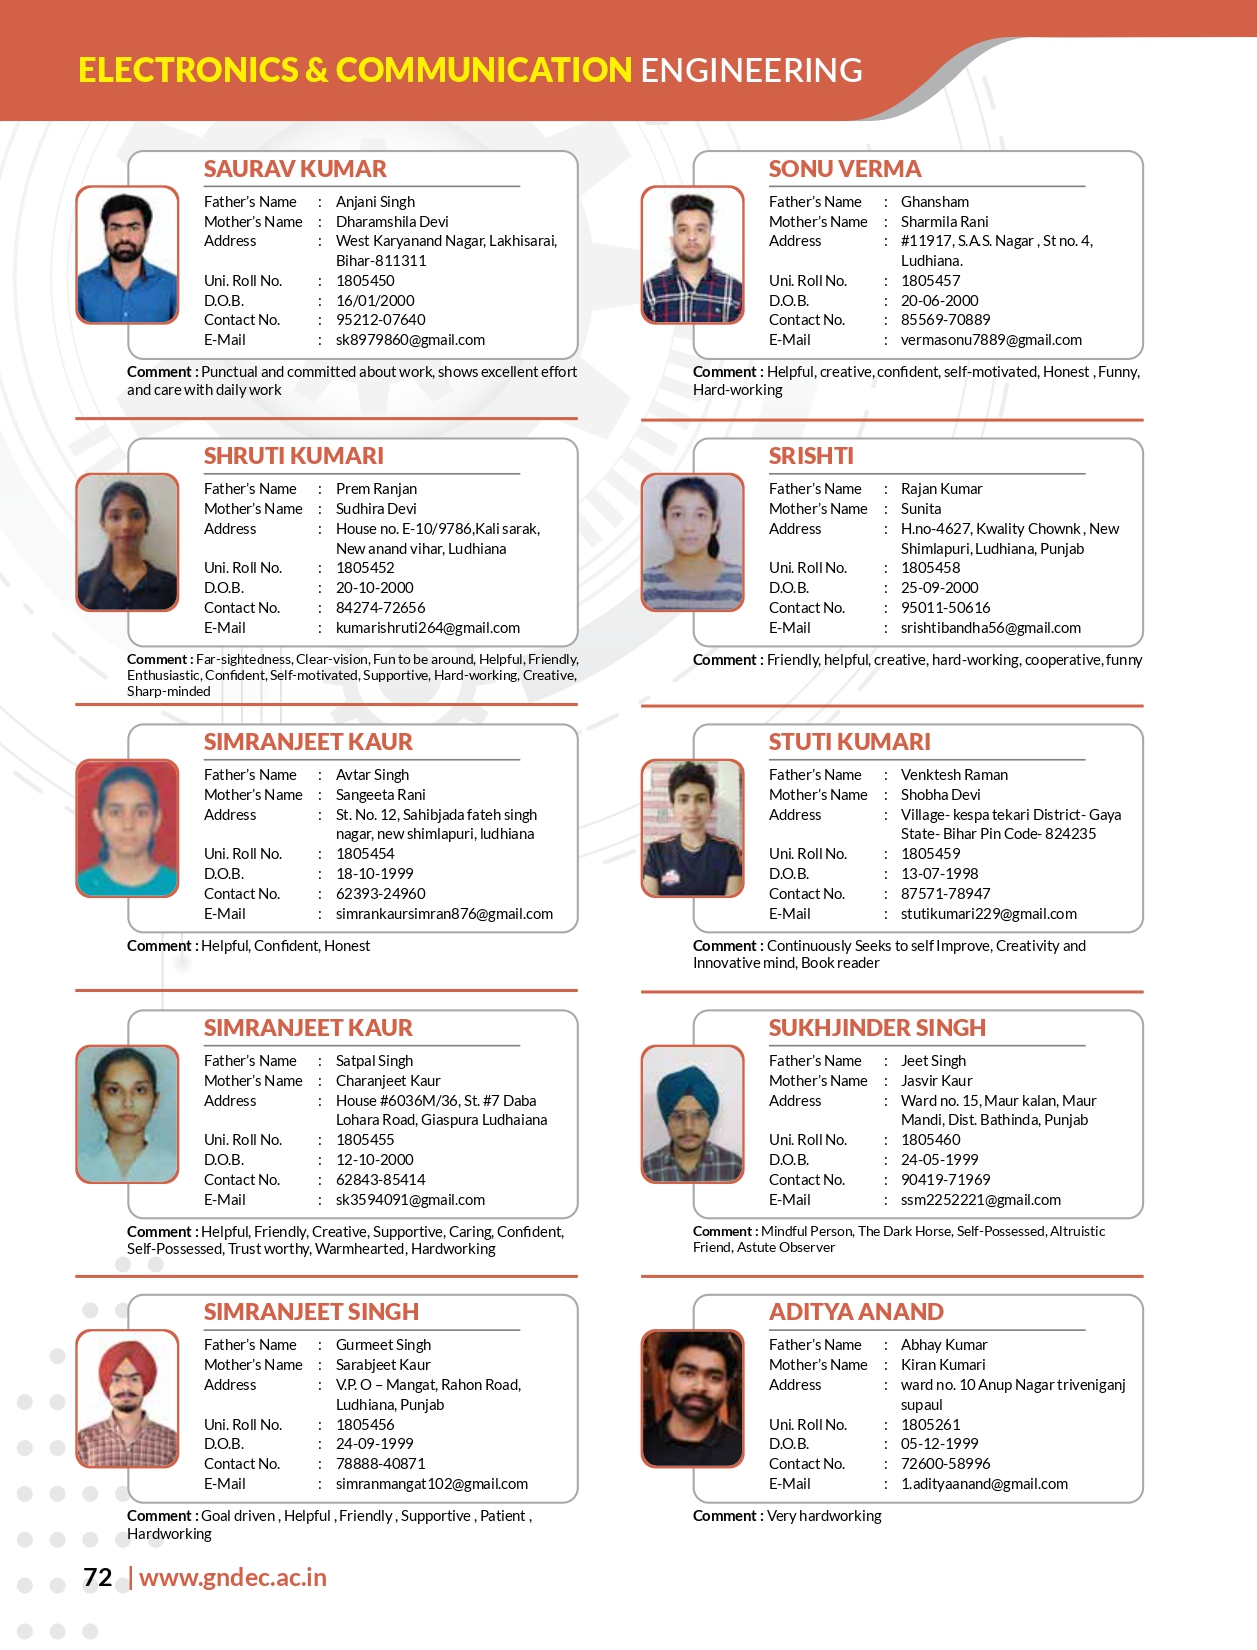 ELECTRONICS & COMMUNICATION ENGINEERING
SAURAV KUMAR
Father's Name : Anjani Singh
Mother's Name : Dharamshila Devi
Address : West Karyanand Nagar, Lakhisarai,
Bihar-811311
Uni. Roll No. : 1805450
D.O.B. : 16/01/2000
Contact No. : 95212-07640
E-Mail : sk8979860@gmail.com
Comment : Punctual and committed about work, shows excellent effort
and care with daily work
SHRUTI KUMARI
Father's Name : Prem Ranjan
Mother's Name : Sudhira Devi
Address : House no. E-10/9786,Kali sarak,
New anand vihar, Ludhiana
Uni. Roll No. : 1805452
D.O.B. : 20-10-2000
Contact No. : 84274-72656
E-Mail : kumarishruti264@gmail.com
Comment : Far-sightedness, Clear-vision, Fun to be around, Helpful, Friendly,
Enthusiastic, Confident, Self-motivated, Supportive, Hard-working, Creative,
Sharp-minded
SIMRANJEET KAUR
Father's Name : Avtar Singh
Mother's Name : Sangeeta Rani
Address : St. No. 12, Sahibjada fateh singh
nagar, new shimlapuri, ludhiana
Uni. Roll No. : 1805454
D.O.B. : 18-10-1999
Contact No. : 62393-24960
E-Mail : simrankaursimran876@gmail.com
Comment : Helpful, Confident, Honest
SIMRANJEET KAUR
Father's Name : Satpal Singh
Mother's Name : Charanjeet Kaur
Address : House #6036M/36, St. #7 Daba
Lohara Road, Giaspura Ludhaiana
Uni. Roll No. : 1805455
D.O.B. : 12-10-2000
Contact No. : 62843-85414
E-Mail : sk3594091@gmail.com
Comment : Helpful, Friendly, Creative, Supportive, Caring, Confident,
Self-Possessed, Trust worthy, Warmhearted, Hardworking
SIMRANJEET SINGH
Father's Name : Gurmeet Singh
Mother's Name : Sarabjeet Kaur
Address : V.P. O – Mangat, Rahon Road,
Ludhiana, Punjab
Uni. Roll No. : 1805456
D.O.B. : 24-09-1999
Contact No. : 78888-40871
E-Mail : simranmangat102@gmail.com
Comment : Goal driven , Helpful , Friendly , Supportive , Patient ,
Hardworking
SONU VERMA
Father's Name : Ghansham
Mother's Name : Sharmila Rani
Address : #11917, S.A.S. Nagar , St no. 4,
Ludhiana.
Uni. Roll No. : 1805457
D.O.B. : 20-06-2000
Contact No. : 85569-70889
E-Mail : vermasonu7889@gmail.com
Comment : Helpful, creative, confident, self-motivated, Honest , Funny,
Hard-working
SRISHTI
Father's Name : Rajan Kumar
Mother's Name : Sunita
Address : H.no-4627, Kwality Chownk , New
Shimlapuri, Ludhiana, Punjab
Uni. Roll No. : 1805458
D.O.B. : 25-09-2000
Contact No. : 95011-50616
E-Mail : srishtibandha56@gmail.com
Comment : Friendly, helpful, creative, hard-working, cooperative, funny
STUTI KUMARI
Father's Name : Venktesh Raman
Mother's Name : Shobha Devi
Address : Village- kespa tekari District- Gaya
State- Bihar Pin Code- 824235
Uni. Roll No. : 1805459
D.O.B. : 13-07-1998
Contact No. : 87571-78947
E-Mail : stutikumari229@gmail.com
Comment : Continuously Seeks to self Improve, Creativity and
Innovative mind, Book reader
SUKHJINDER SINGH
Father's Name : Jeet Singh
Mother's Name : Jasvir Kaur
Address : Ward no. 15, Maur kalan, Maur
Mandi, Dist. Bathinda, Punjab
Uni. Roll No. : 1805460
D.O.B. : 24-05-1999
Contact No. : 90419-71969
E-Mail : ssm2252221@gmail.com
Comment : Mindful Person, The Dark Horse, Self-Possessed, Altruistic
Friend, Astute Observer
ADITYA ANAND
Father's Name : Abhay Kumar
Mother's Name : Kiran Kumari
Address : ward no. 10 Anup Nagar triveniganj
supaul
Uni. Roll No. : 1805261
D.O.B. : 05-12-1999
Contact No. : 72600-58996
E-Mail : 1.adityaanand@gmail.com
Comment : Very hardworking
72 | www.gndec.ac.in